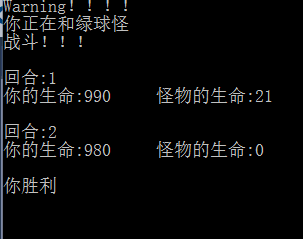 Warning！！！！
你正在和绿球怪
战斗！！！
回合:1
你的生命:990 怪物的生命:21
回合:2
你的生命:980 怪物的生命:0
你胜利